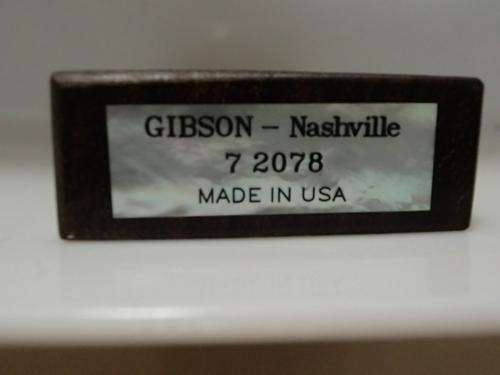 GIBSON - Nashville
7 2078
MADE IN USA